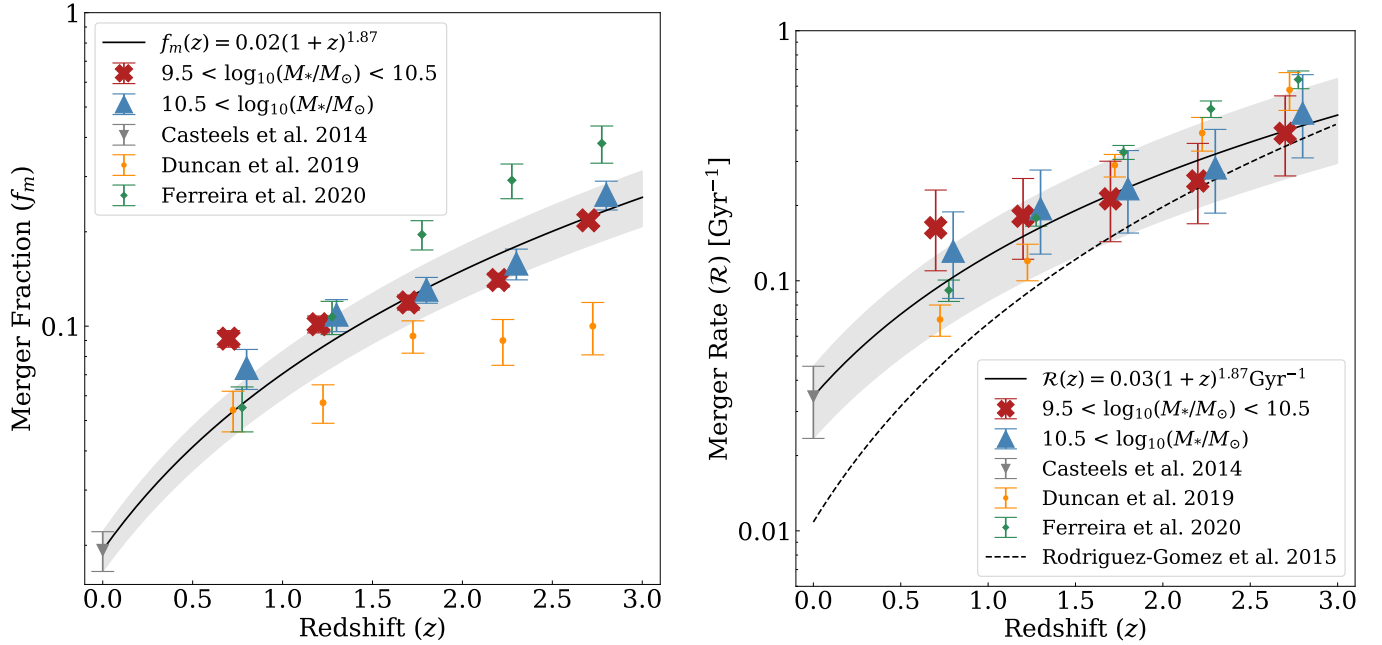 1
0.1
Merger Fraction (fₘ)
fₘ(z) = 0.02(1 + z)¹·⁸⁷
9.5 < log₁₀(M*/M⊙) < 10.5
10.5 < log₁₀(M*/M⊙)
Casteels et al. 2014
Duncan et al. 2019
Ferreira et al. 2020
0.0 0.5 1.0 1.5 2.0 2.5 3.0
Redshift (z)
1
0.1
0.01
Merger Rate (ℛ) [Gyr⁻¹]
ℛ(z) = 0.03(1 + z)¹·⁸⁷Gyr⁻¹
9.5 < log₁₀(M*/M⊙) < 10.5
10.5 < log₁₀(M*/M⊙)
Casteels et al. 2014
Duncan et al. 2019
Ferreira et al. 2020
Rodriguez-Gomez et al. 2015
0.0 0.5 1.0 1.5 2.0 2.5 3.0
Redshift (z)